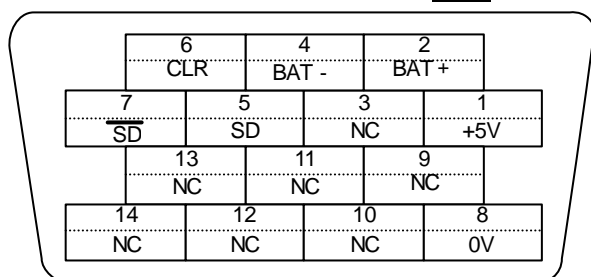 6 4 2
CLR BAT - BAT +
7 5 3 1
S̅D̅ SD NC +5V
13 11 9
NC NC NC
14 12 10 8
NC NC NC 0V